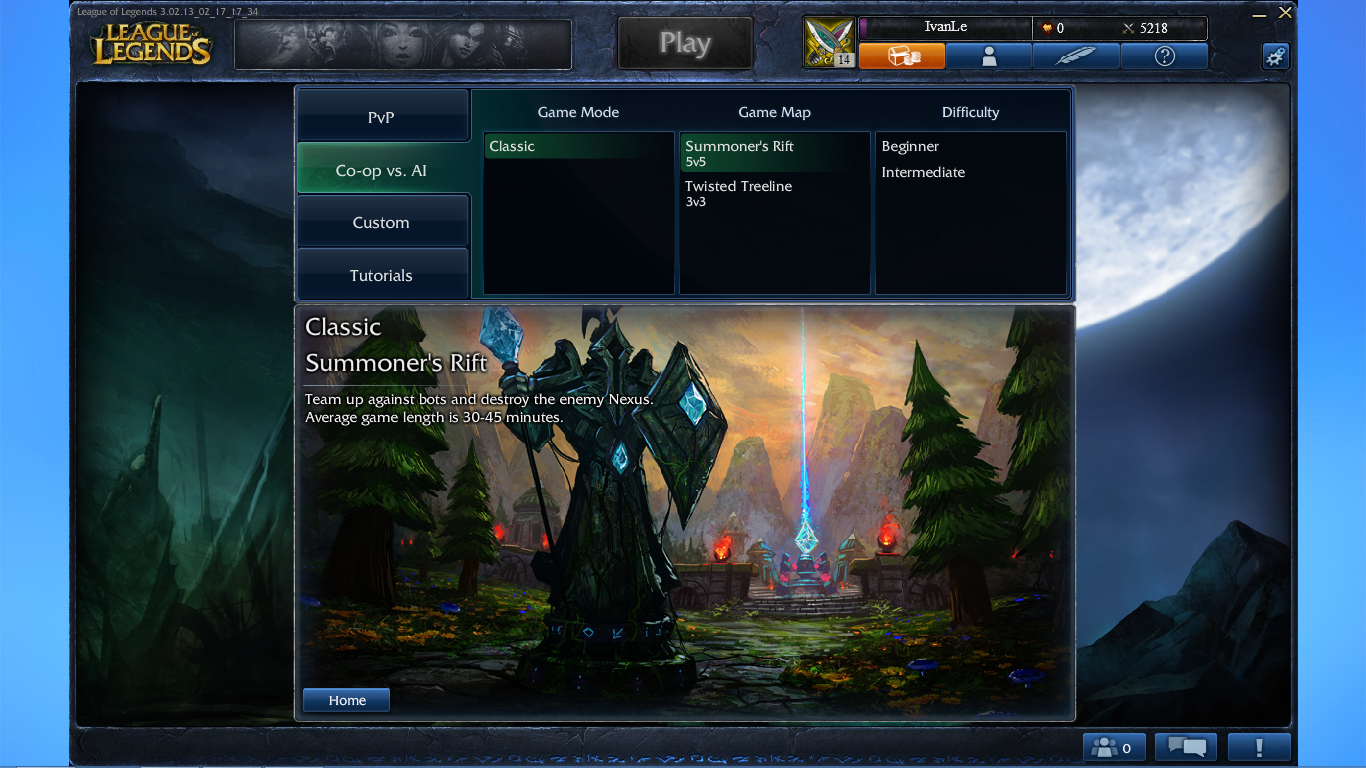 League of Legends 3.02.13_02_17_17_34
LEAGUE of
LEGENDS
Play
14
IvanLe
0
5218
?
PvP
Co-op vs. AI
Custom
Tutorials
Game Mode
Classic
Game Map
Summoner's Rift
5v5
Twisted Treeline
3v3
Difficulty
Beginner
Intermediate
Classic
Summoner's Rift
Team up against bots and destroy the enemy Nexus.
Average game length is 30-45 minutes.
Home
0
!